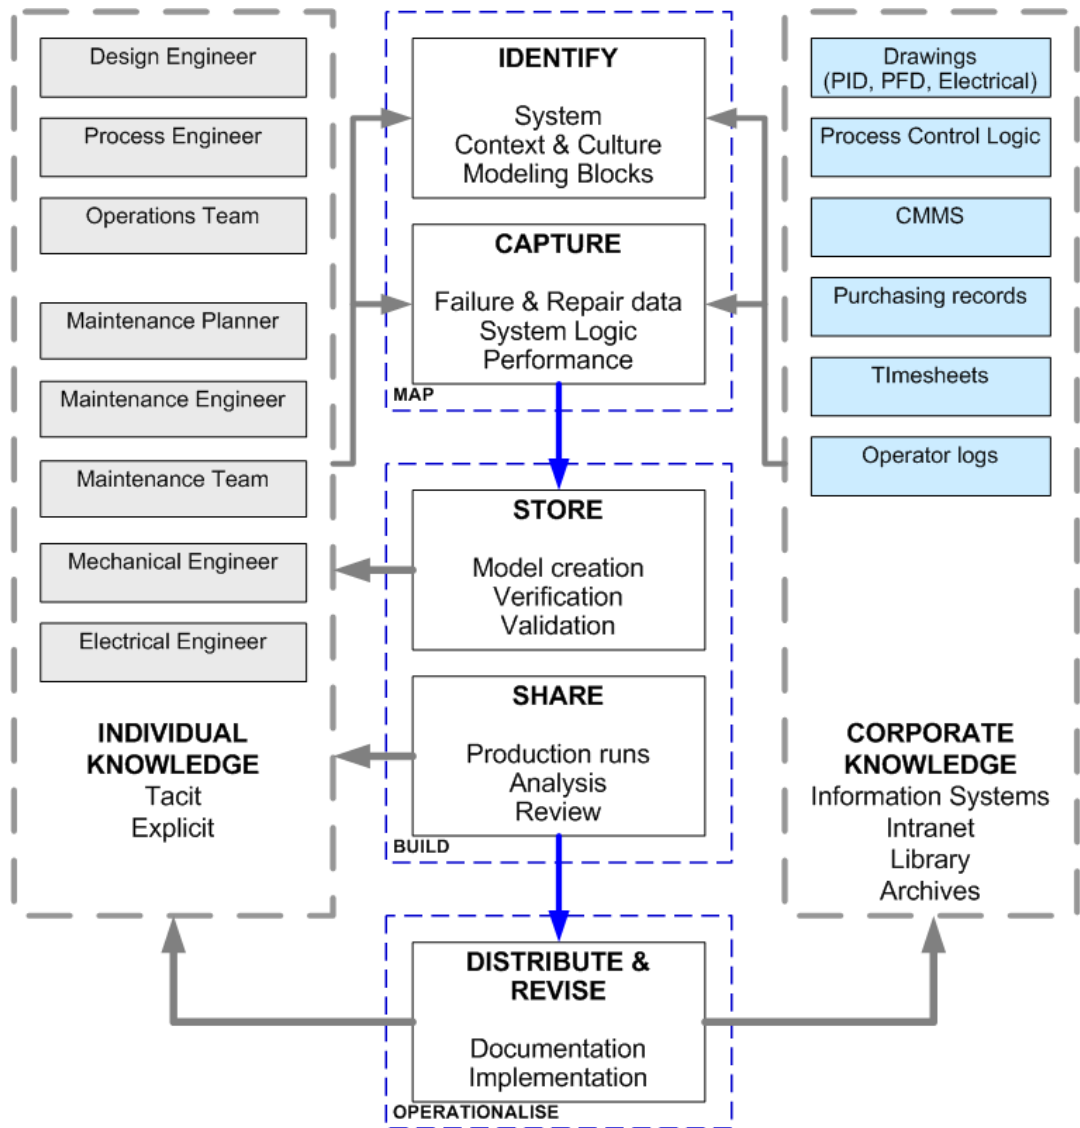 Design Engineer
Process Engineer
Operations Team
Maintenance Planner
Maintenance Engineer
Maintenance Team
Mechanical Engineer
Electrical Engineer
INDIVIDUAL
KNOWLEDGE
Tacit
Explicit
IDENTIFY
System
Context & Culture
Modeling Blocks
CAPTURE
Failure & Repair data
System Logic
Performance
MAP
STORE
Model creation
Verification
Validation
SHARE
Production runs
Analysis
Review
BUILD
DISTRIBUTE &
REVISE
Documentation
Implementation
OPERATIONALISE
Drawings
(PID, PFD, Electrical)
Process Control Logic
CMMS
Purchasing records
TImesheets
Operator logs
CORPORATE
KNOWLEDGE
Information Systems
Intranet
Library
Archives